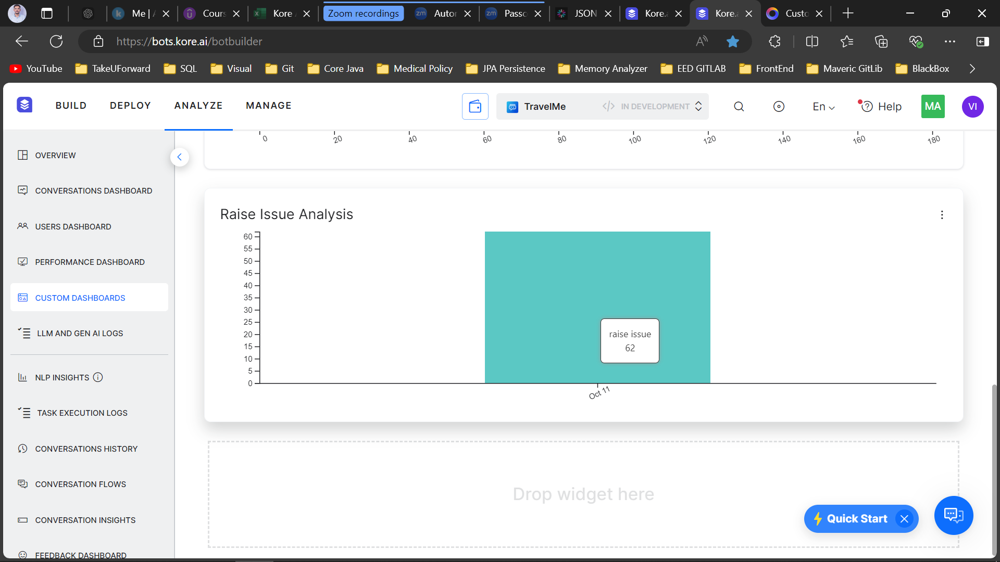 Me | A
Cours
Kore A
Zoom recordings
zm
Autor
zm
Passc
JSON
Kore.a
Kore.a
Custo
https://bots.kore.ai/botbuilder
YouTube
TakeUForward
SQL
Visual
Git
Core Java
Medical Policy
JPA Persistence
Memory Analyzer
EED GITLAB
FrontEnd
Maveric GitLib
BlackBox
BUILD
DEPLOY
ANALYZE
MANAGE
TravelMe
IN DEVELOPMENT
En
Help
MA
VI
OVERVIEW
CONVERSATIONS DASHBOARD
USERS DASHBOARD
PERFORMANCE DASHBOARD
CUSTOM DASHBOARDS
LLM AND GEN AI LOGS
NLP INSIGHTS
TASK EXECUTION LOGS
CONVERSATIONS HISTORY
CONVERSATION FLOWS
CONVERSATION INSIGHTS
FEEDBACK DASHBOARD
0 20 40 60 80 100 120 140 160 180
Raise Issue Analysis
60
55
50
45
40
35
30
25
20
15
10
5
0
raise issue
62
Oct 11
Drop widget here
Quick Start